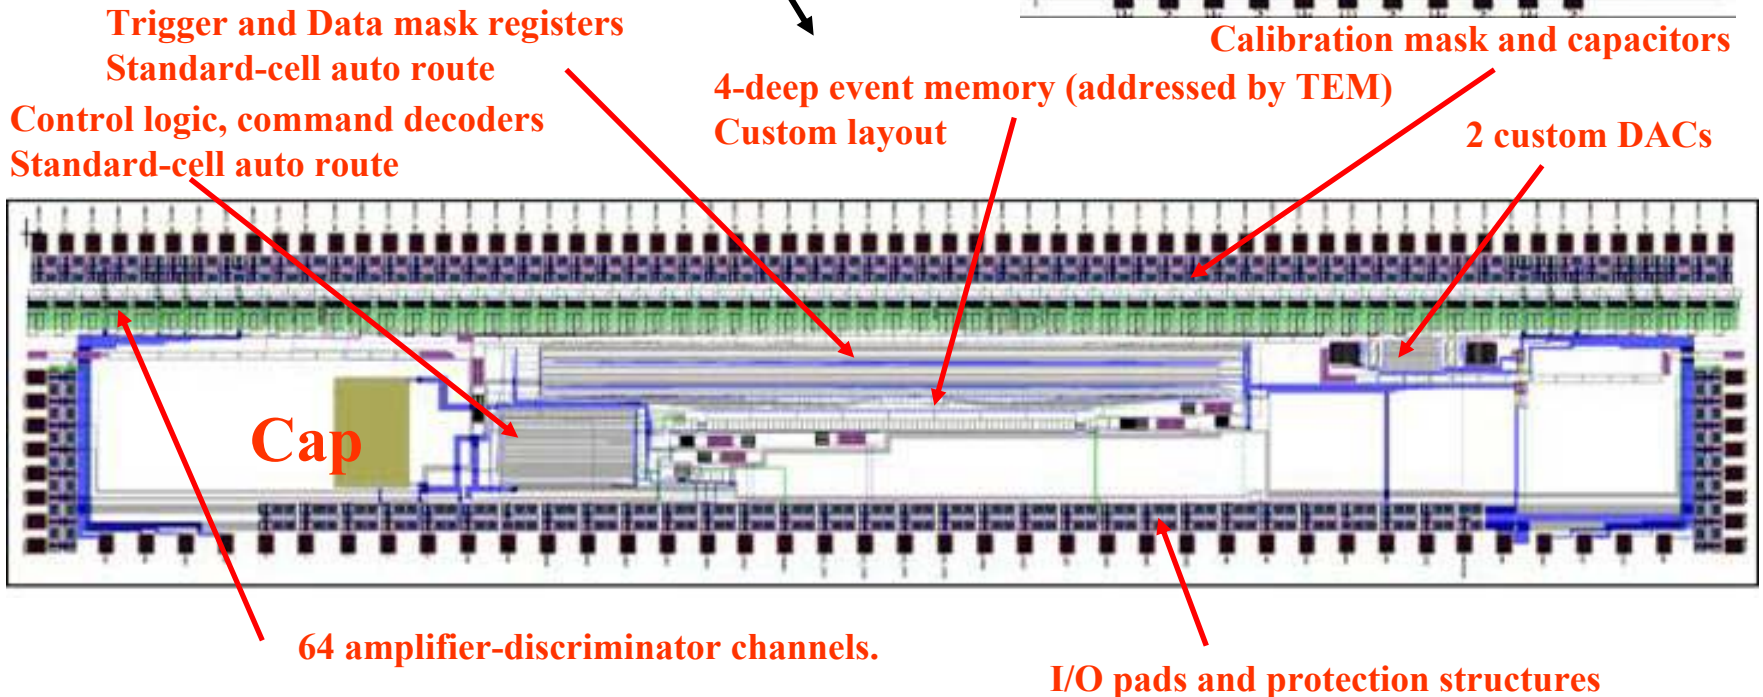 Trigger and Data mask registers
Standard-cell auto route
Calibration mask and capacitors
4-deep event memory (addressed by TEM)
Custom layout
Control logic, command decoders
Standard-cell auto route
2 custom DACs
Cap
64 amplifier-discriminator channels.
I/O pads and protection structures